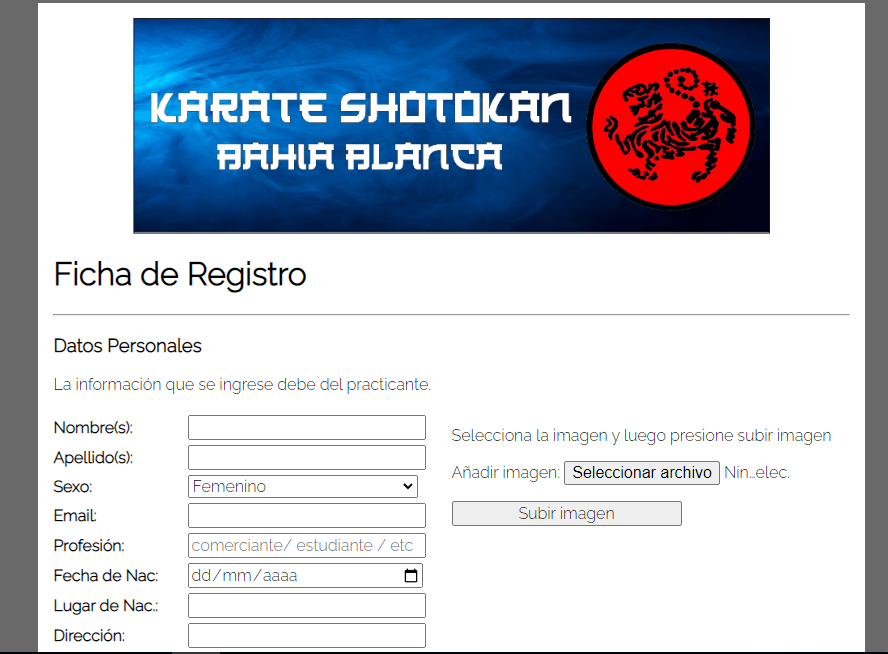 KARATE SHOTOKAN
BAHIA BLANCA
Ficha de Registro
Datos Personales
La información que se ingrese debe del practicante.
Nombre(s):
Apellido(s):
Sexo: Femenino
Email:
Profesión: comerciante/ estudiante / etc
Fecha de Nac: dd/mm/aaaa
Lugar de Nac.:
Dirección:
Selecciona la imagen y luego presione subir imagen
Añadir imagen: Seleccionar archivo Nin...elec.
Subir imagen